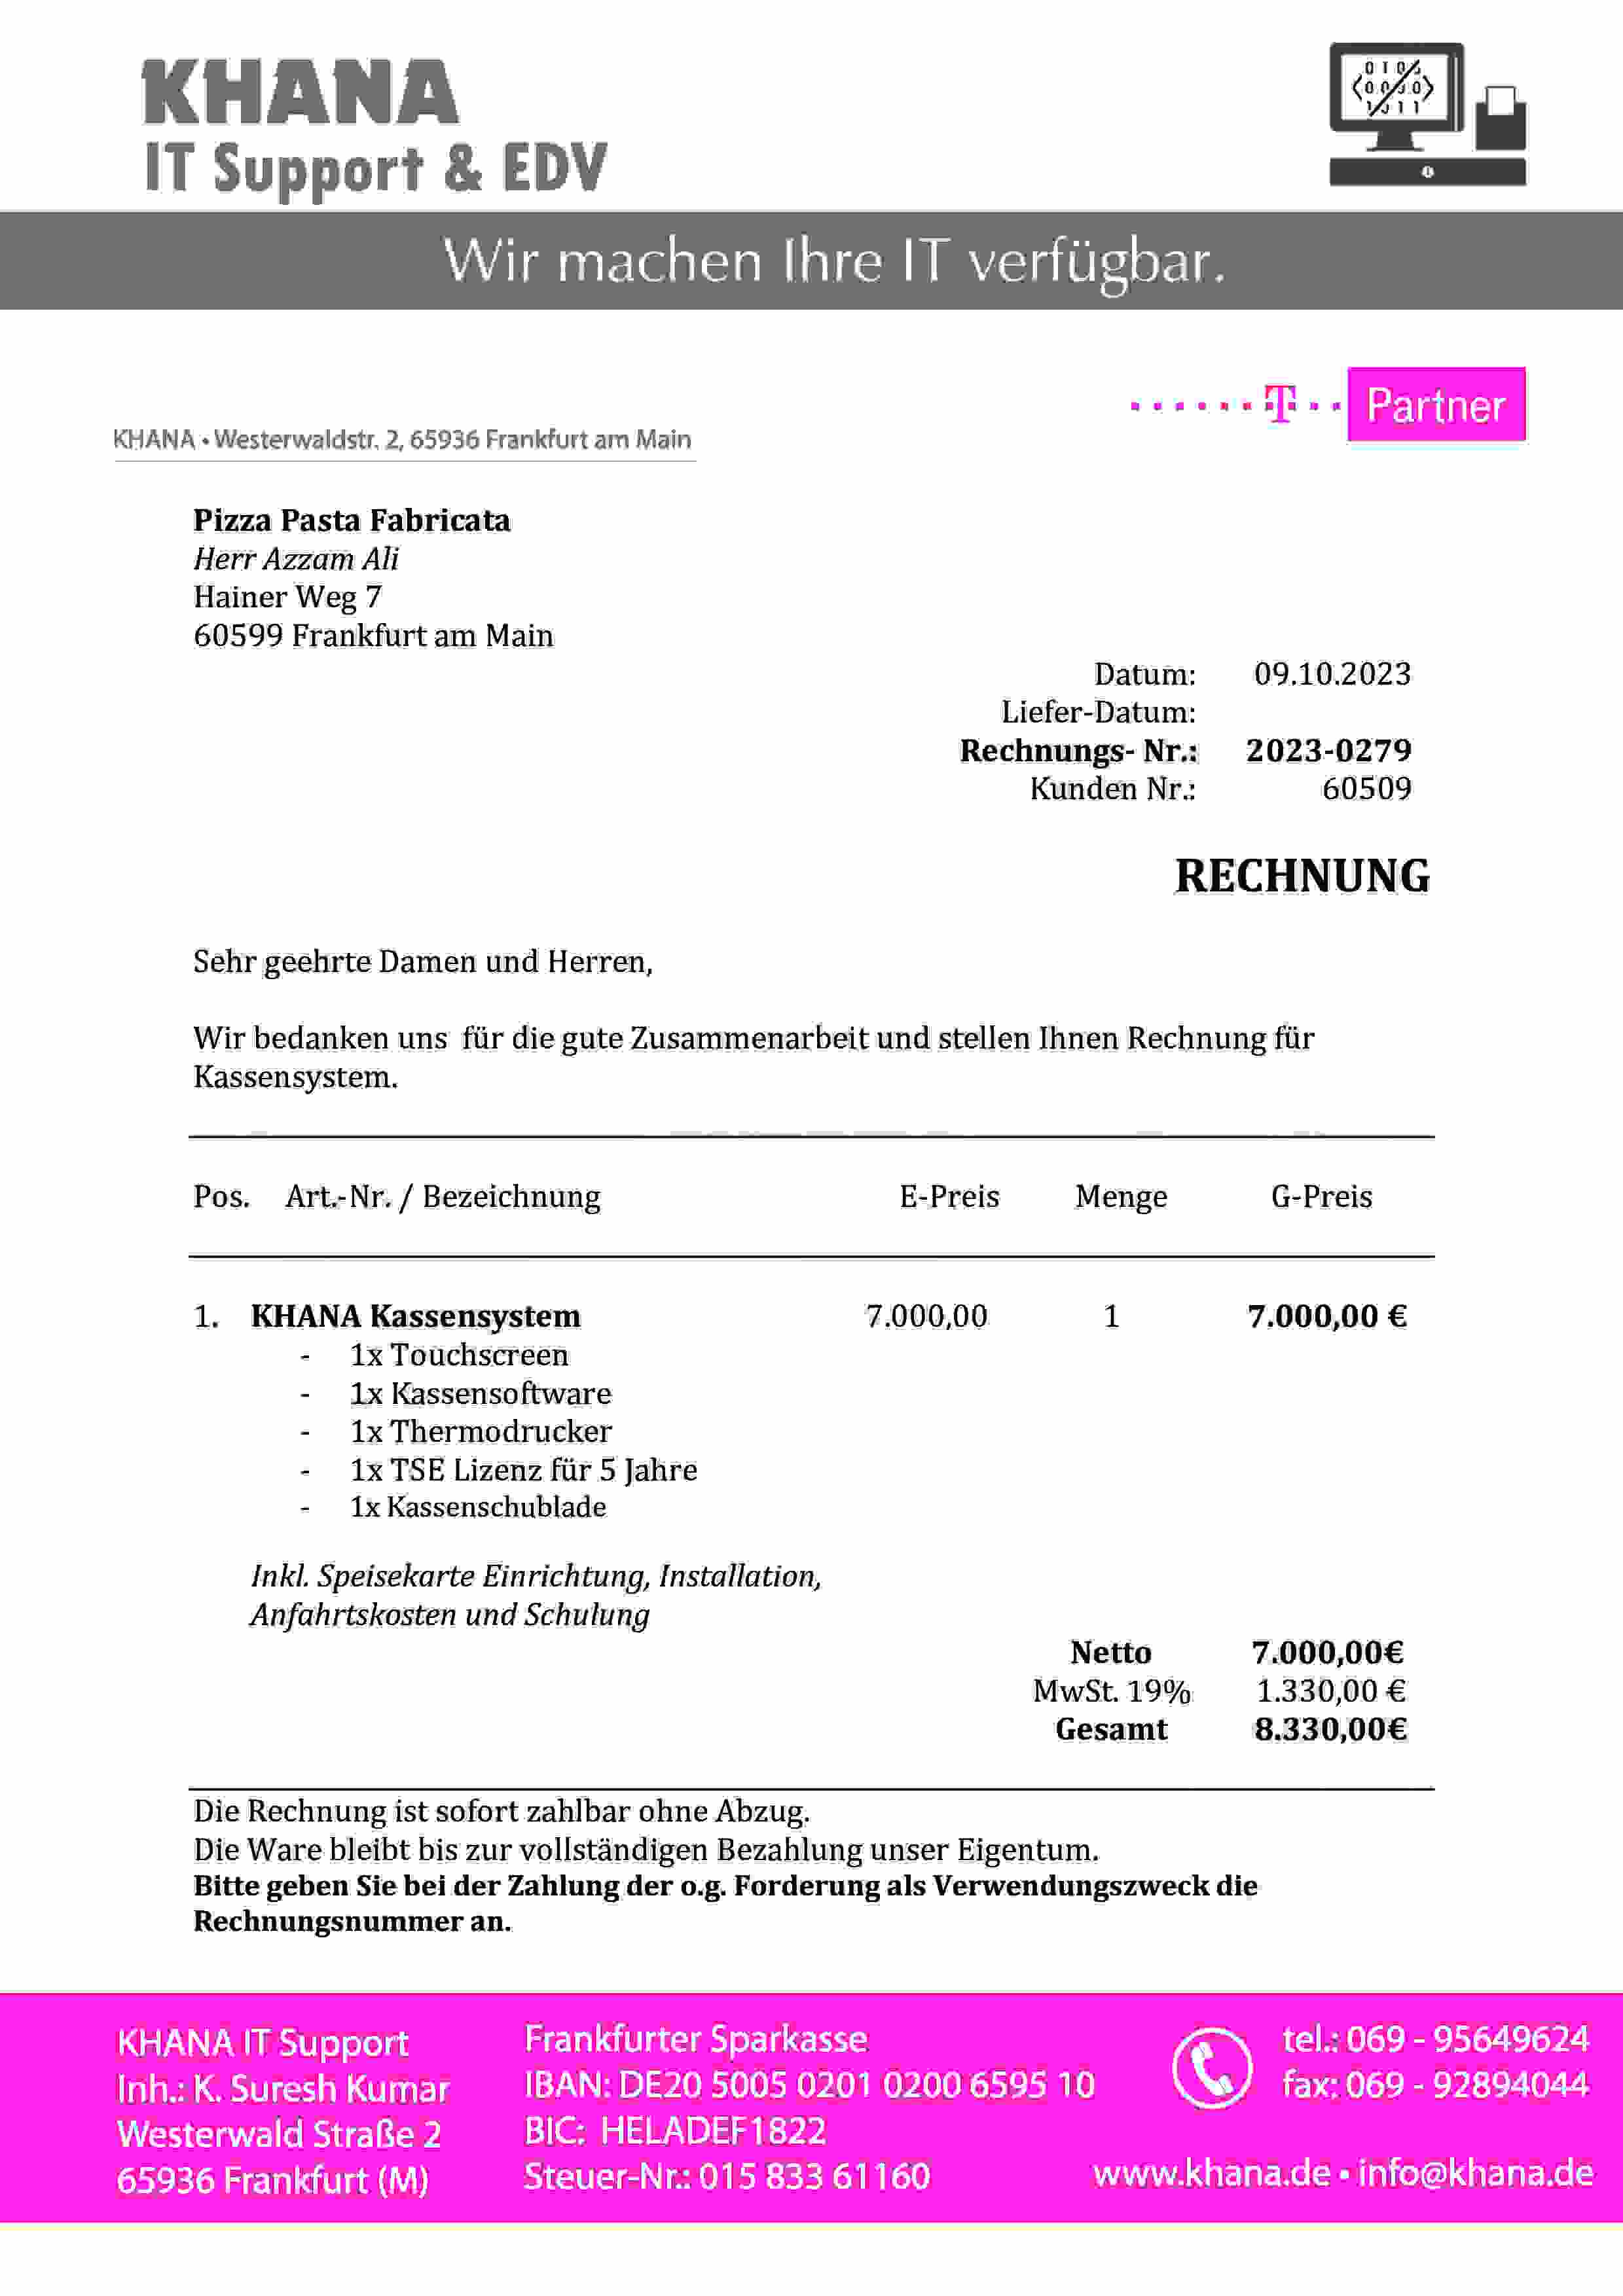 KHANA
IT Support & EDV
Wir machen Ihre IT verfügbar.
T Partner
KHANA • Westerwaldstr. 2, 65936 Frankfurt am Main
Pizza Pasta Fabricata
Herr Azzam Ali
Hainer Weg 7
60599 Frankfurt am Main
Datum: 09.10.2023
Liefer-Datum:
Rechnungs- Nr.: 2023-0279
Kunden Nr.: 60509
RECHNUNG
Sehr geehrte Damen und Herren,
Wir bedanken uns für die gute Zusammenarbeit und stellen Ihnen Rechnung für
Kassensystem.
Pos. Art.-Nr. / Bezeichnung E-Preis Menge G-Preis
1. KHANA Kassensystem 7.000,00 1 7.000,00 €
- 1x Touchscreen
- 1x Kassensoftware
- 1x Thermodrucker
- 1x TSE Lizenz für 5 Jahre
- 1x Kassenschublade
Inkl. Speisekarte Einrichtung, Installation,
Anfahrtskosten und Schulung
Netto 7.000,00€
MwSt. 19% 1.330,00 €
Gesamt 8.330,00€
Die Rechnung ist sofort zahlbar ohne Abzug.
Die Ware bleibt bis zur vollständigen Bezahlung unser Eigentum.
Bitte geben Sie bei der Zahlung der o.g. Forderung als Verwendungszweck die
Rechnungsnummer an.
KHANA IT Support
Inh.: K. Suresh Kumar
Westerwald Straße 2
65936 Frankfurt (M)
Frankfurter Sparkasse
IBAN: DE20 5005 0201 0200 6595 10
BIC: HELADEF1822
Steuer-Nr.: 015 833 61160
tel.: 069 - 95649624
fax: 069 - 92894044
www.khana.de • info@khana.de